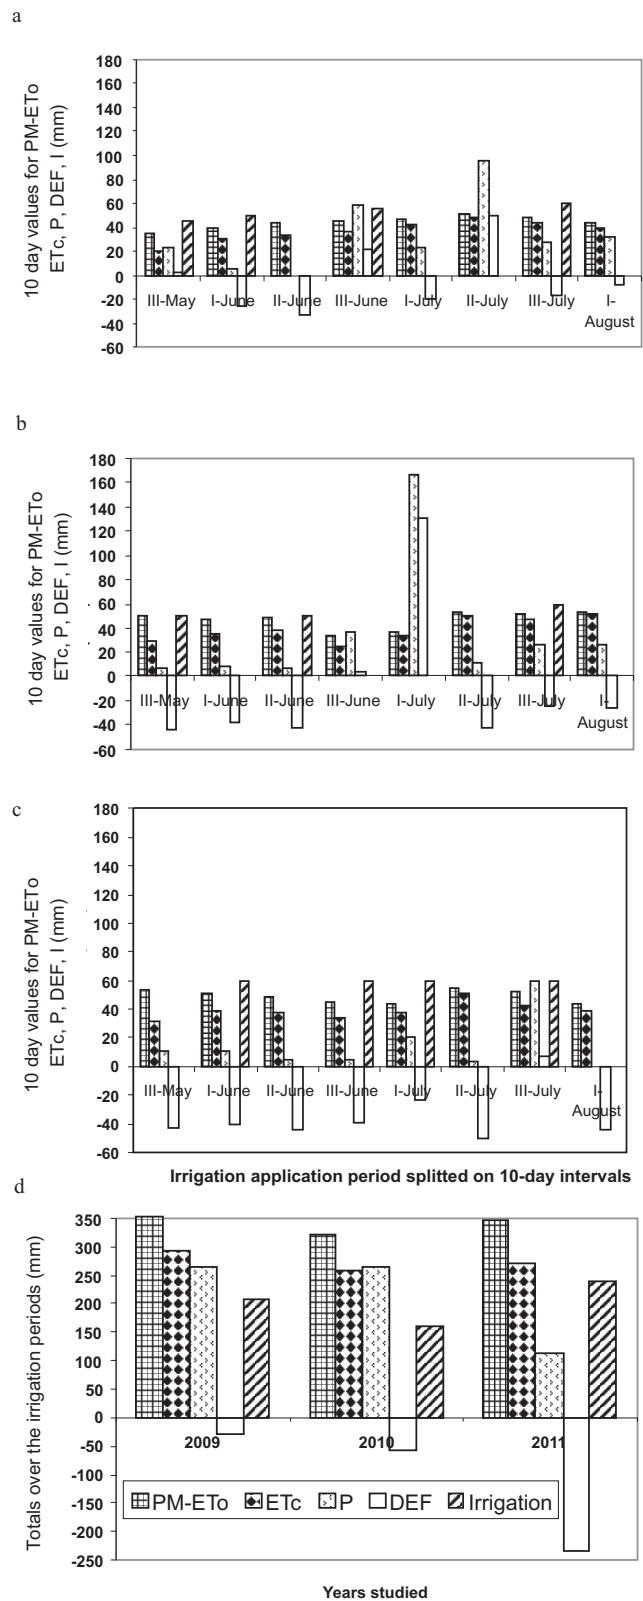 a
10 day values for PM-ETo
ETc, P, DEF, I (mm)
180
160
140
120
100
80
60
40
20
0
-20
-40
-60
III-May I-June II-June III-June I-July II-July III-July I-
August
b
10 day values for PM-ETo
ETc, P, DEF, I (mm)
180
160
140
120
100
80
60
40
20
0
-20
-40
-60
III-May I-June II-June III-June I-July II-July III-July I-
August
c
10 day values for PM-ETo
ETc, P, DEF, I (mm)
180
160
140
120
100
80
60
40
20
0
-20
-40
-60
III-May I-June II-June III-June I-July II-July III-July I-
August
Irrigation application period splitted on 10-day intervals
d
Totals over the irrigation periods (mm)
350
300
250
200
150
100
50
0
-50
-100
-150
-200
-250
2009 2010 2011
PM-ETo ETc P DEF Irrigation
Years studied